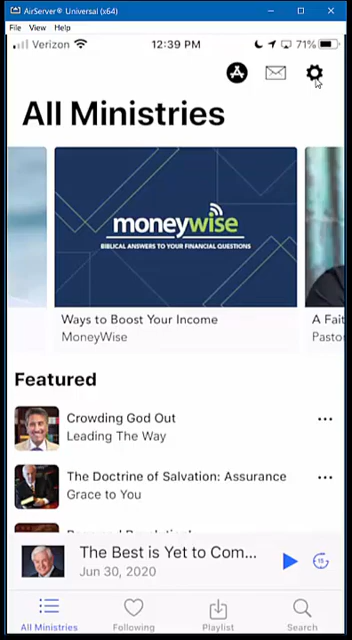 AirServer® Universal (x64)
File View Help
Verizon 12:39 PM 71%
All Ministries
moneywise
BIBLICAL ANSWERS TO YOUR FINANCIAL QUESTIONS
Ways to Boost Your Income
MoneyWise
A Fait
Pastor
Featured
Crowding God Out
Leading The Way
The Doctrine of Salvation: Assurance
Grace to You
The Best is Yet to Com...
Jun 30, 2020
15
All Ministries Following Playlist Search